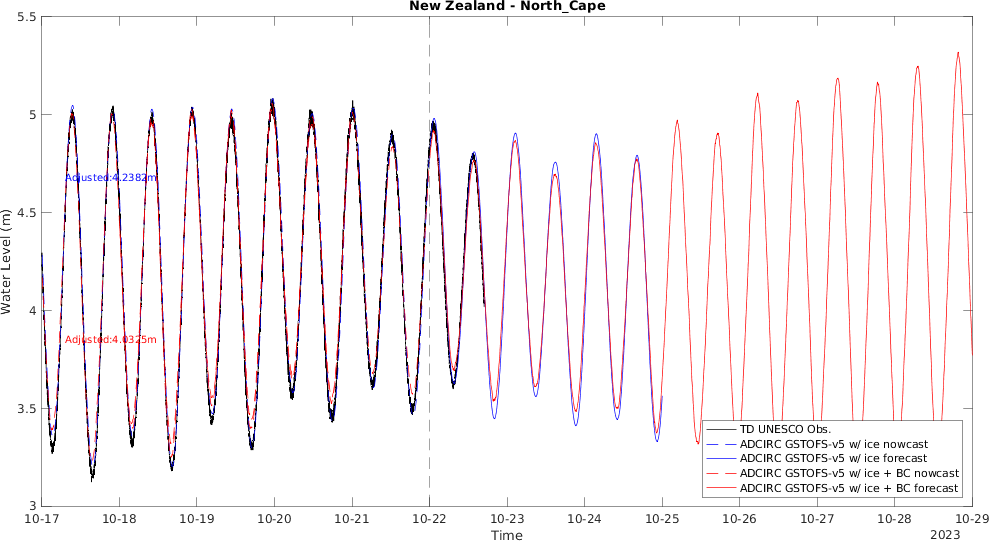 New Zealand - North_Cape
5.5
5
4.5
4
3.5
3
Water Level (m)
Adjusted:4.2382m
Adjusted:4.0325m
TD UNESCO Obs.
ADCIRC GSTOFS-v5 w/ ice nowcast
ADCIRC GSTOFS-v5 w/ ice forecast
ADCIRC GSTOFS-v5 w/ ice + BC nowcast
ADCIRC GSTOFS-v5 w/ ice + BC forecast
10-17 10-18 10-19 10-20 10-21 10-22 10-23 10-24 10-25 10-26 10-27 10-28 10-29
Time
2023